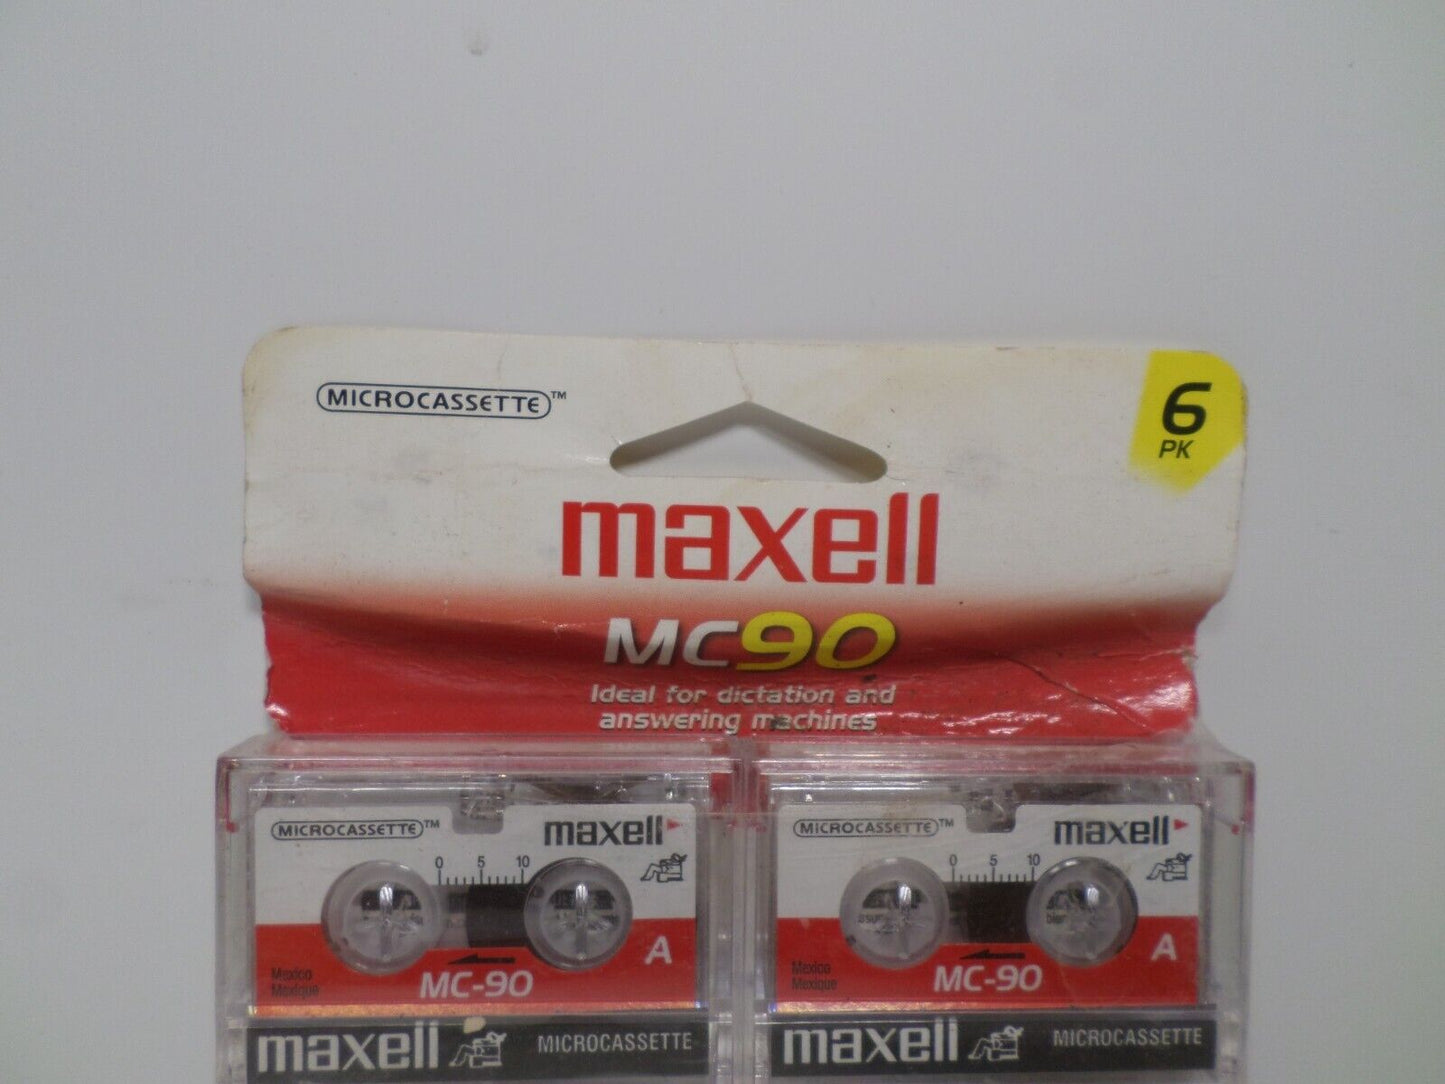 MICROCASSETTE™
6
PK
maxell
MC90
Ideal for dictation and
answering machines
MICROCASSETTE™
maxell
0 5 10
A
Mexico
Mexique
MC-90
maxell
MICROCASSETTE
MICROCASSETTE™
maxell
0 5 10
A
Mexico
Mexique
MC-90
maxell
MICROCASSETTE